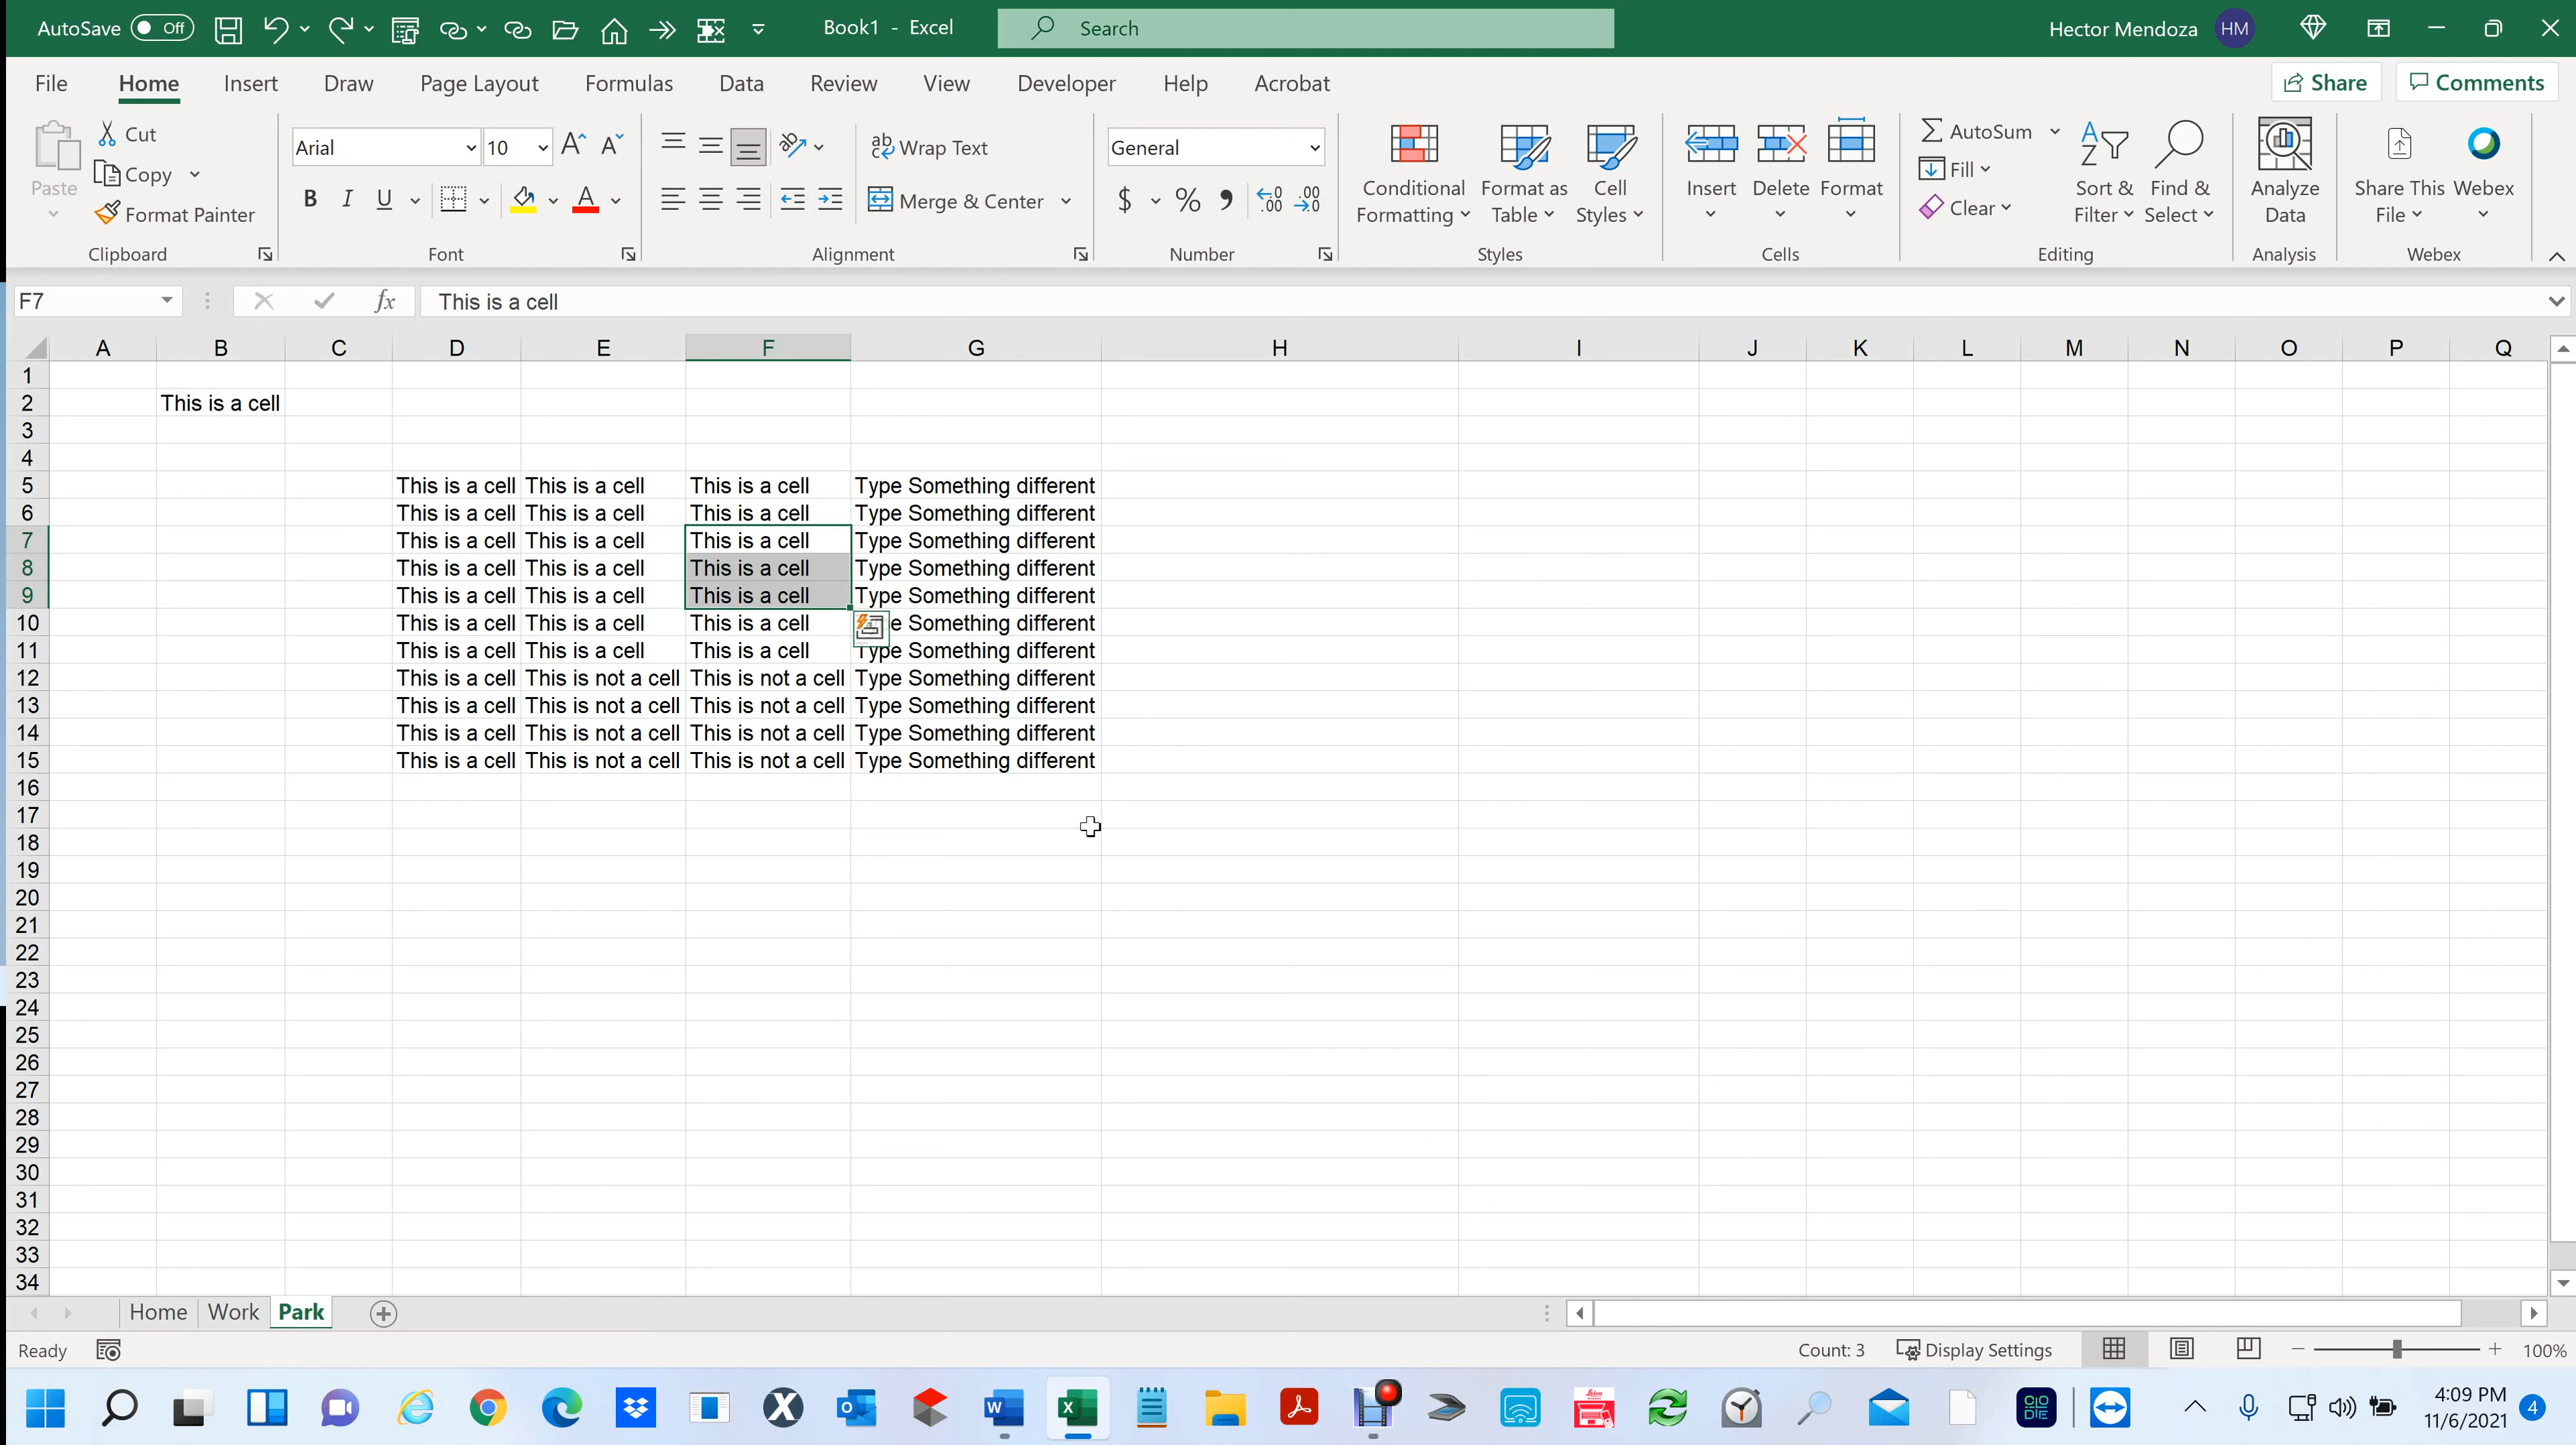 AutoSave Off Book1 - Excel Search Hector Mendoza HM
File Home Insert Draw Page Layout Formulas Data Review View Developer Help Acrobat Share Comments
Paste Cut Copy Format Painter
Clipboard
Arial 10
B I U A
Font
Wrap Text
Merge & Center
Alignment
General
$ % ,
Number
Conditional Formatting
Format as Table
Cell Styles
Styles
Insert Delete Format
Cells
AutoSum
Fill
Clear
Sort & Filter
Find & Select
Editing
Analyze Data
Analysis
Share This File
Webex
Webex
F7 fx This is a cell
A B C D E F G H I J K L M N O P Q
1
2 This is a cell
3
4
5 This is a cell This is a cell This is a cell Type Something different
6 This is a cell This is a cell This is a cell Type Something different
7 This is a cell This is a cell This is a cell Type Something different
8 This is a cell This is a cell This is a cell Type Something different
9 This is a cell This is a cell This is a cell Type Something different
10 This is a cell This is a cell This is a cell e Something different
11 This is a cell This is a cell This is a cell Type Something different
12 This is a cell This is not a cell This is not a cell Type Something different
13 This is a cell This is not a cell This is not a cell Type Something different
14 This is a cell This is not a cell This is not a cell Type Something different
15 This is a cell This is not a cell This is not a cell Type Something different
16
17
18
19
20
21
22
23
24
25
26
27
28
29
30
31
32
33
34
Home Work Park
Ready Count: 3 Display Settings 100%
4:09 PM
11/6/2021 4